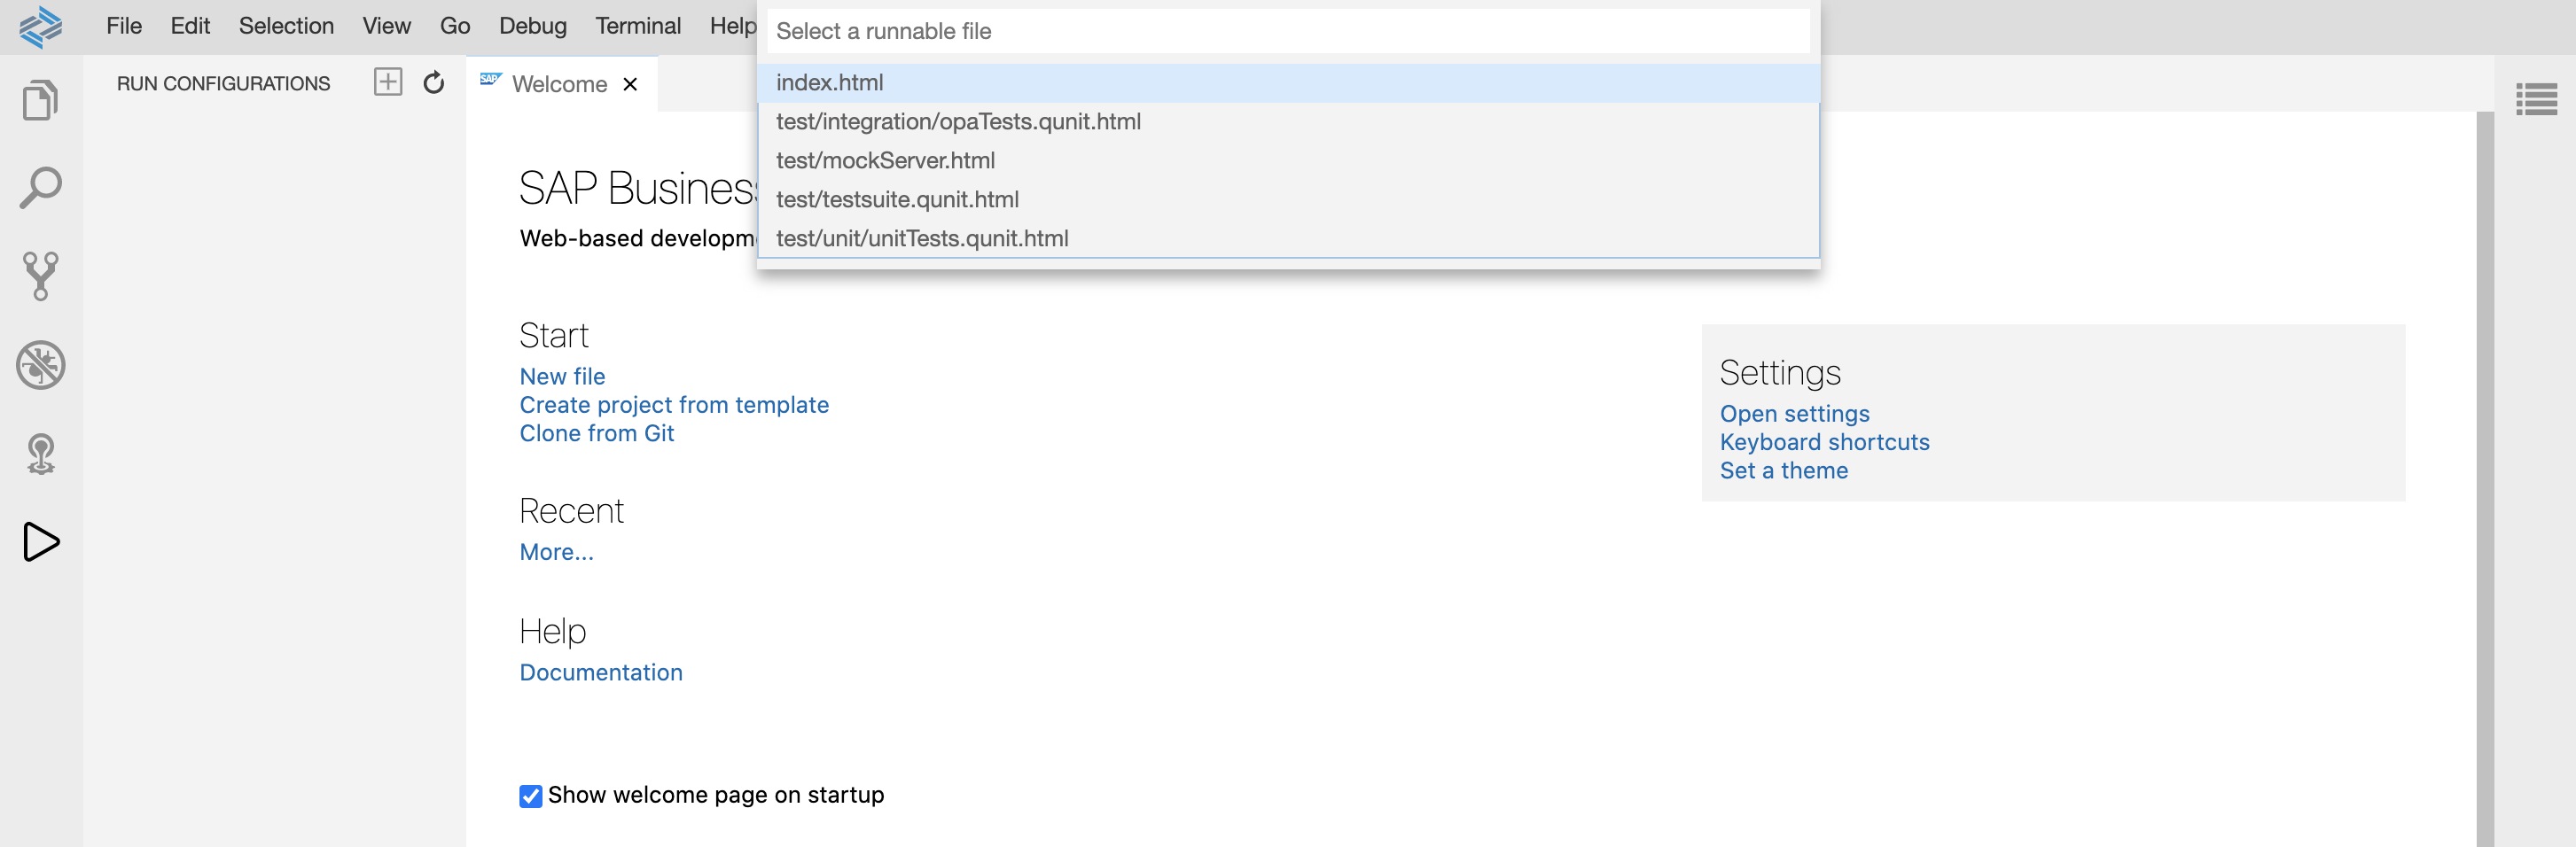 File Edit Selection View Go Debug Terminal Help
Select a runnable file
index.html
test/integration/opaTests.qunit.html
test/mockServer.html
test/testsuite.qunit.html
test/unit/unitTests.qunit.html
RUN CONFIGURATIONS
SAP Welcome
SAP Business
Web-based developm
Start
New file
Create project from template
Clone from Git
Recent
More...
Help
Documentation
Show welcome page on startup
Settings
Open settings
Keyboard shortcuts
Set a theme